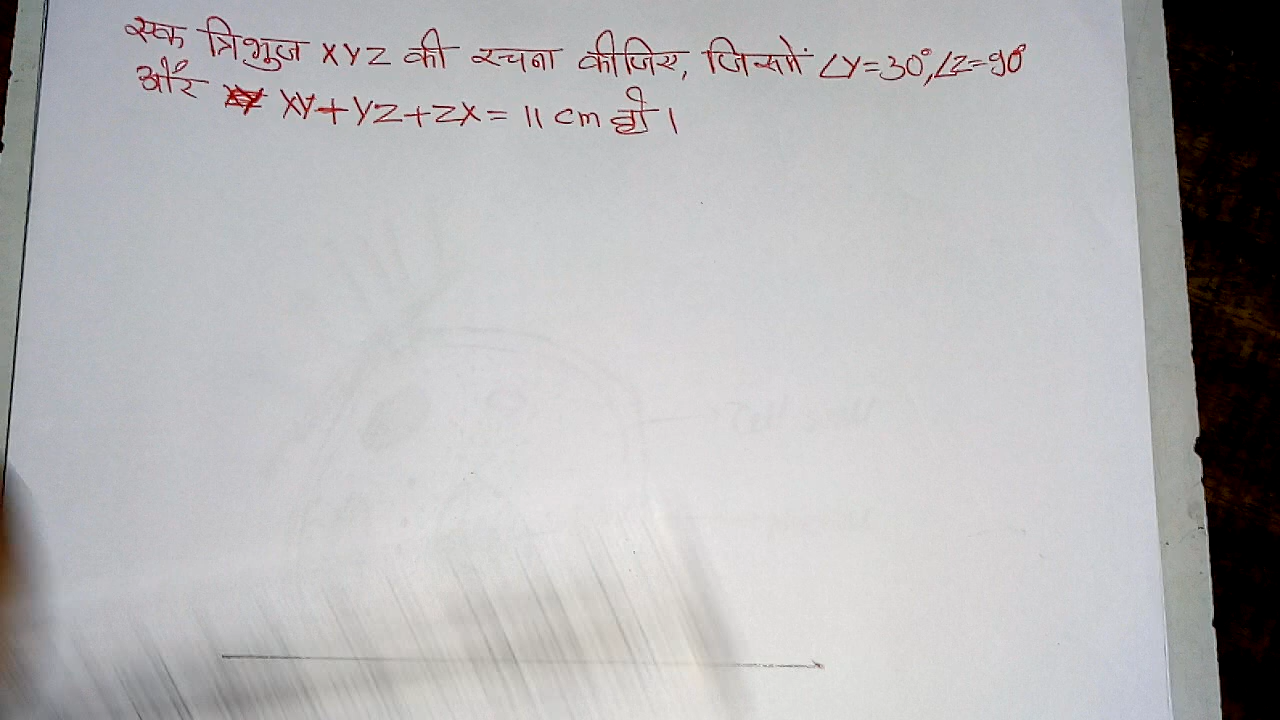 एक त्रिभुज XYZ की रचना कीजिए, जिसमें ∠Y=30°,∠Z=90°
और XY+YZ+ZX = 11 cm हो।